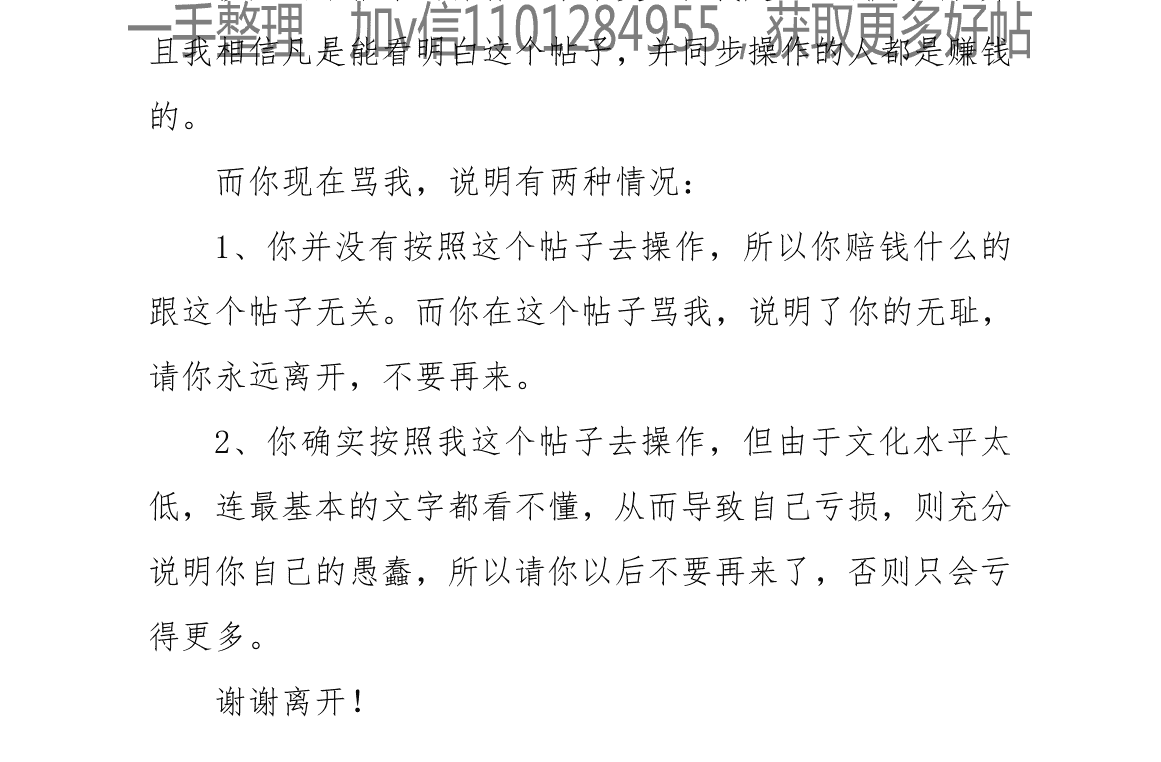 一手整理，加v信1101284955，获取更多好帖
且我相信凡是能看明白这个帖子，并同步操作的人都是赚钱
的。
而你现在骂我，说明有两种情况：
1、你并没有按照这个帖子去操作，所以你赔钱什么的
跟这个帖子无关。而你在这个帖子骂我，说明了你的无耻，
请你永远离开，不要再来。
2、你确实按照我这个帖子去操作，但由于文化水平太
低，连最基本的文字都看不懂，从而导致自己亏损，则充分
说明你自己的愚蠢，所以请你以后不要再来了，否则只会亏
得更多。
谢谢离开！